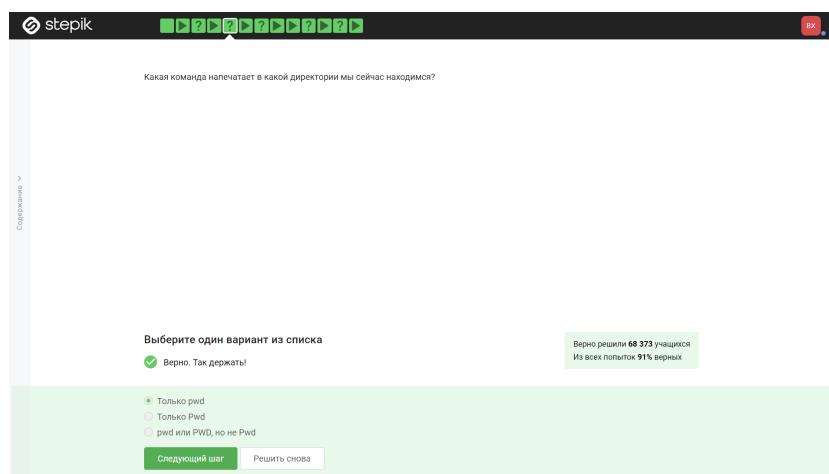 stepik
? ? ? ? ?
BX
Какая команда напечатает в какой директории мы сейчас находимся?
Содержание
Выберите один вариант из списка
Верно. Так держать!
Верно решили 68 373 учащихся
Из всех попыток 91% верных
Только pwd
Только Pwd
pwd или PWD, но не Pwd
Следующий шаг Решить снова